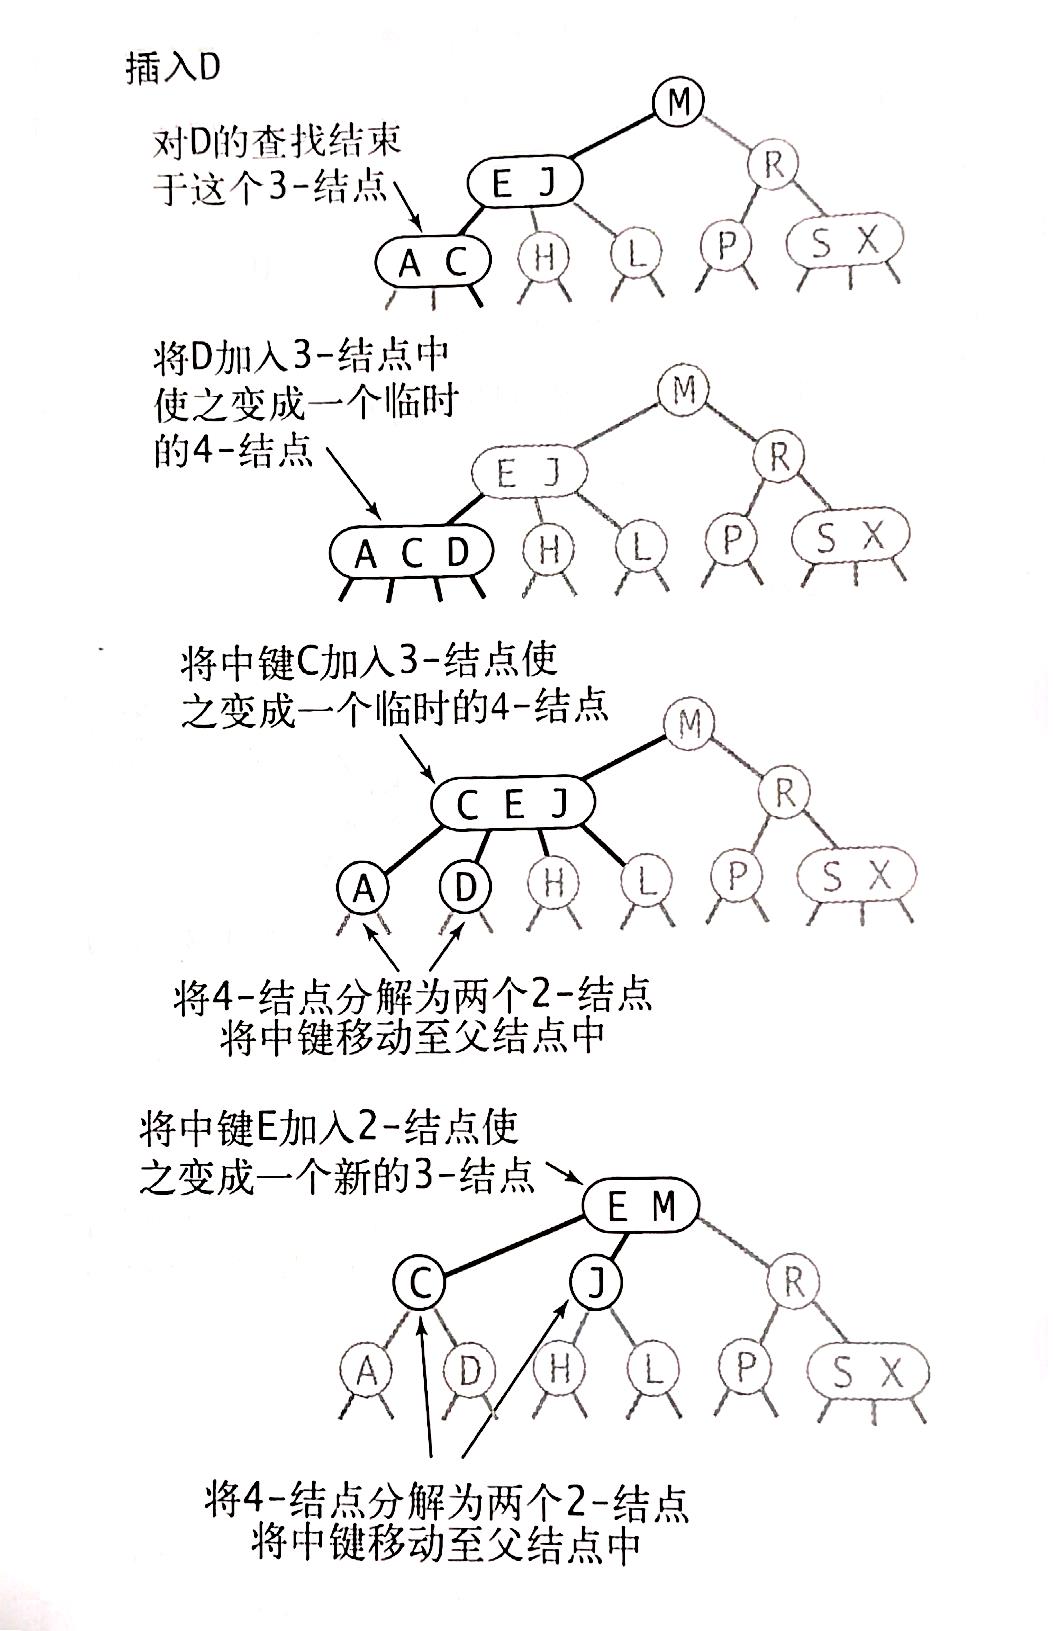 插入D
对D的查找结束
于这个3-结点
M
E J
R
A C
H
L
P
S X
将D加入3-结点中
使之变成一个临时
的4-结点
M
E J
R
A C D
H
L
P
S X
将中键C加入3-结点使
之变成一个临时的4-结点
M
C E J
R
A
D
H
L
P
S X
将4-结点分解为两个2-结点
将中键移动至父结点中
将中键E加入2-结点使
之变成一个新的3-结点
E M
C
J
R
A
D
H
L
P
S X
将4-结点分解为两个2-结点
将中键移动至父结点中